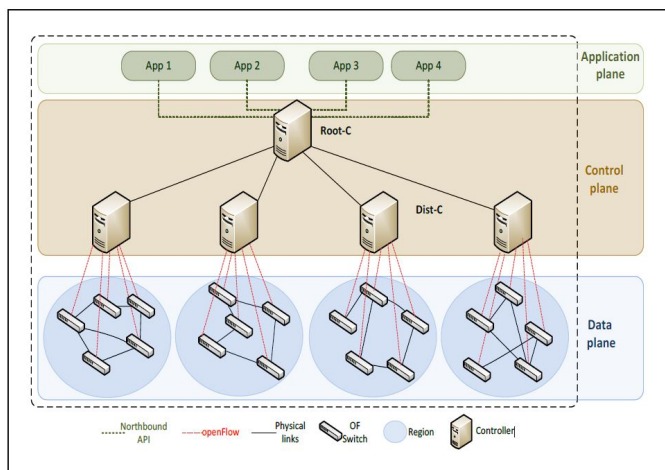 App 1
App 2
App 3
App 4
Application
plane
Root-C
Control
plane
Dist-C
Data
plane
Northbound
API
openFlow
Physical
links
OF
Switch
Region
Controller